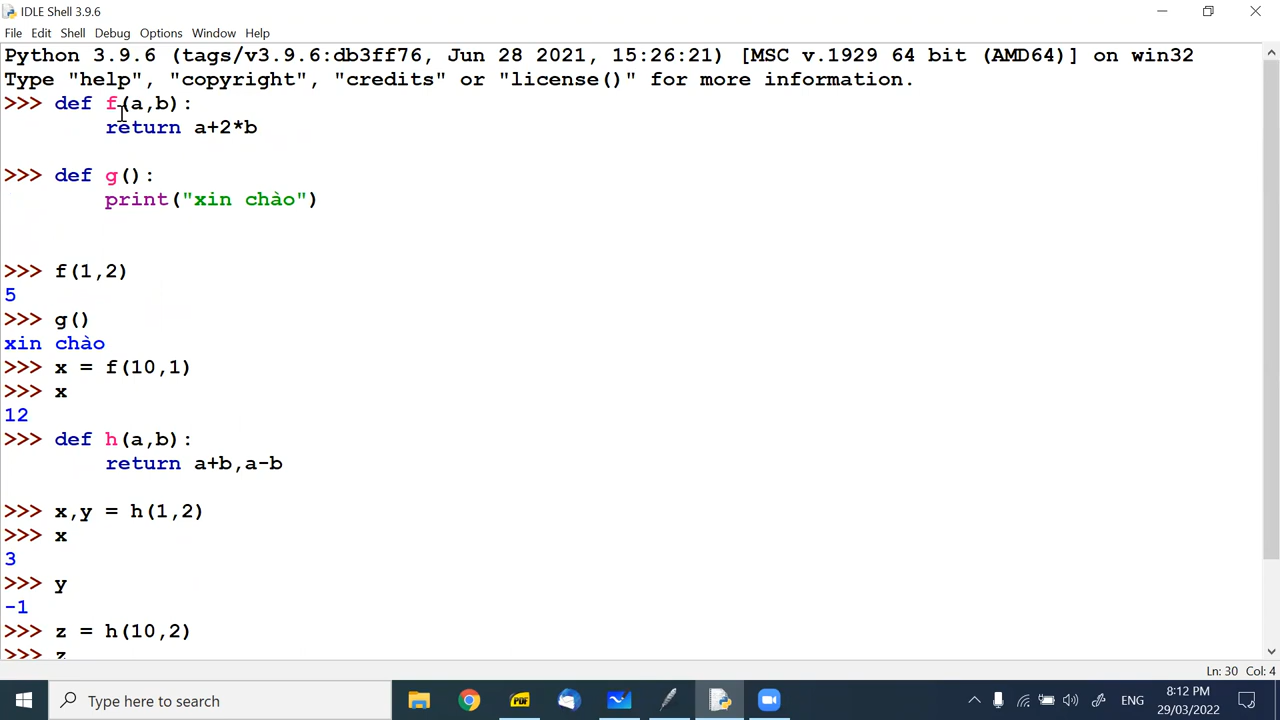 IDLE Shell 3.9.6
File Edit Shell Debug Options Window Help
Python 3.9.6 (tags/v3.9.6:db3ff76, Jun 28 2021, 15:26:21) [MSC v.1929 64 bit (AMD64)] on win32
Type "help", "copyright", "credits" or "license()" for more information.
>>> def f(a,b):
return a+2*b
>>> def g():
print("xin chào")
>>> f(1,2)
5
>>> g()
xin chào
>>> x = f(10,1)
>>> x
12
>>> def h(a,b):
return a+b,a-b
>>> x,y = h(1,2)
>>> x
3
>>> y
-1
>>> z = h(10,2)
>>> z
Ln: 30 Col: 4
Type here to search
PDF
ENG
8:12 PM
29/03/2022